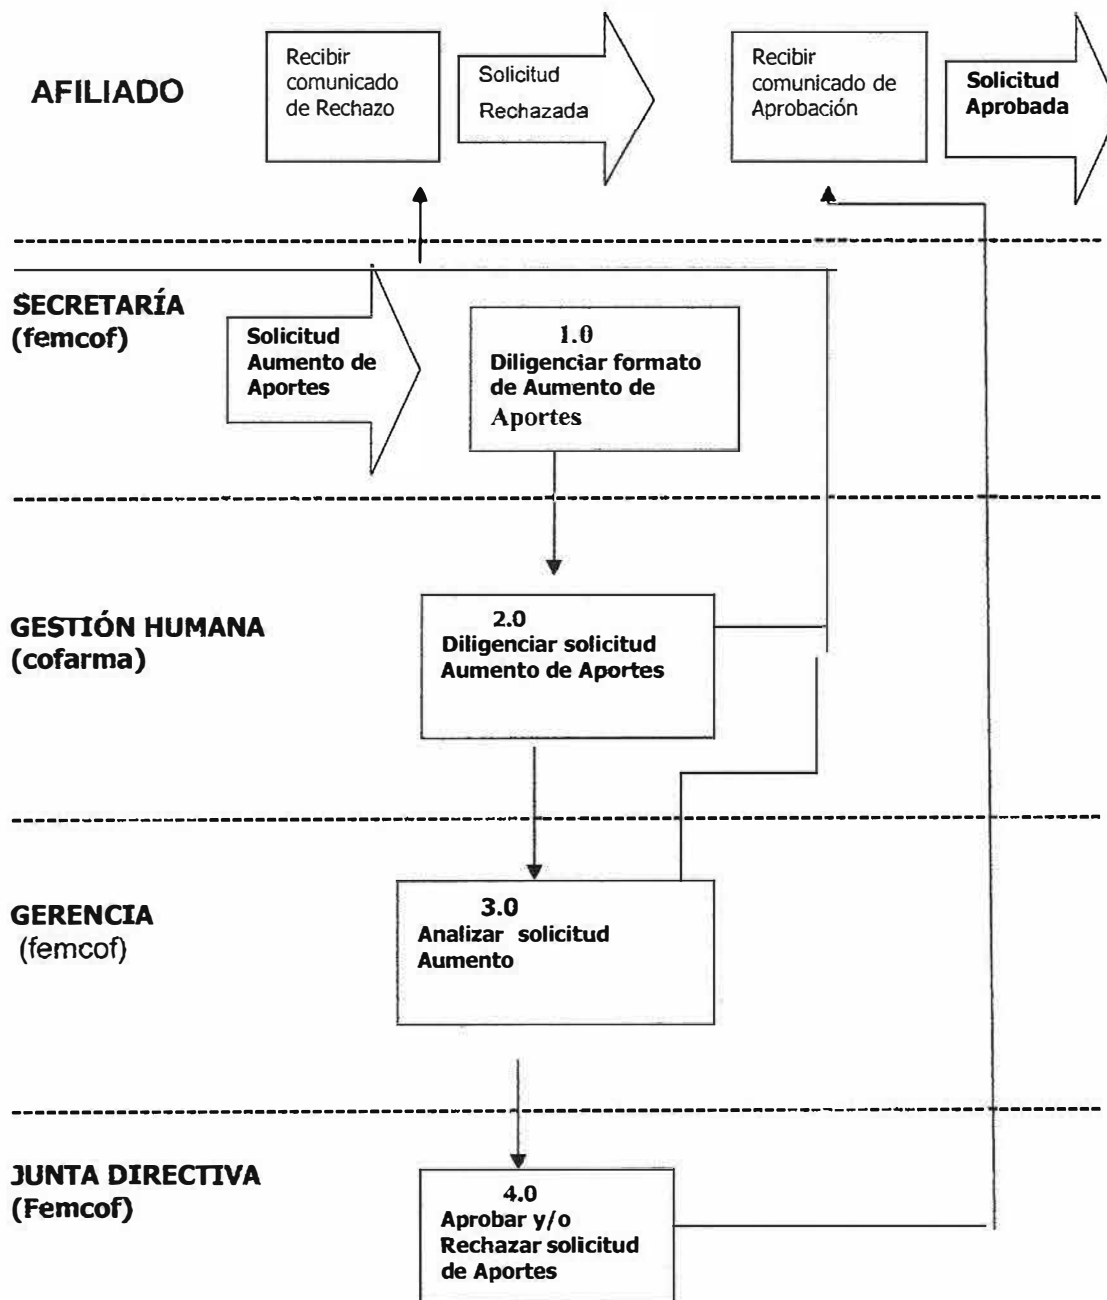 AFILIADO
Recibir
comunicado
de Rechazo
Solicitud
Rechazada
Recibir
comunicado de
Aprobación
Solicitud
Aprobada
SECRETARÍA
(femcof)
Solicitud
Aumento de
Aportes
1.0
Diligenciar formato
de Aumento de
Aportes
GESTIÓN HUMANA
(cofarma)
2.0
Diligenciar solicitud
Aumento de Aportes
GERENCIA
(femcof)
3.0
Analizar solicitud
Aumento
JUNTA DIRECTIVA
(Femcof)
4.0
Aprobar y/o
Rechazar solicitud
de Aportes